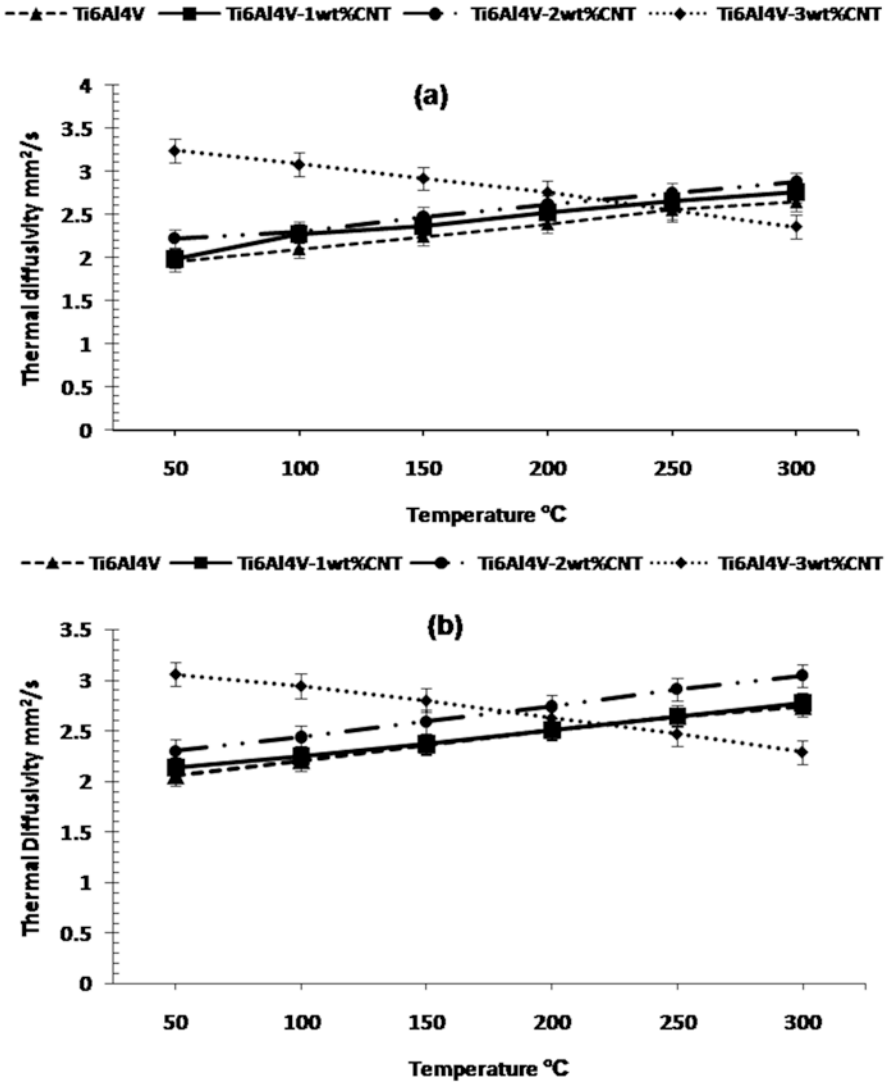 Ti6Al4V Ti6Al4V-1wt%CNT Ti6Al4V-2wt%CNT Ti6Al4V-3wt%CNT
(a)
Thermal diffusivity mm²/s
4
3.5
3
2.5
2
1.5
1
0.5
0
50 100 150 200 250 300
Temperature °C
Ti6Al4V Ti6Al4V-1wt%CNT Ti6Al4V-2wt%CNT Ti6Al4V-3wt%CNT
(b)
Thermal Diffusivity mm²/s
3.5
3
2.5
2
1.5
1
0.5
0
50 100 150 200 250 300
Temperature °C